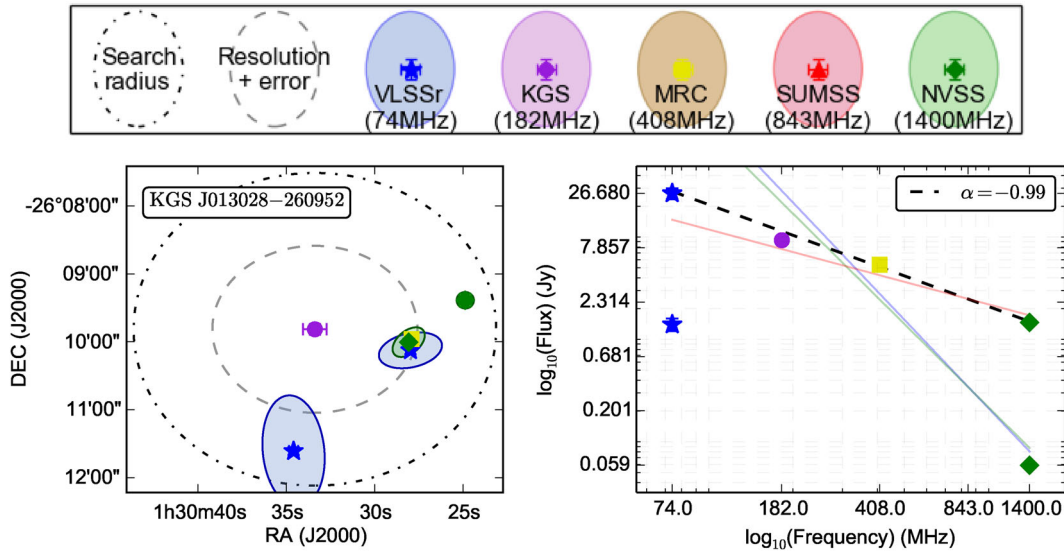 Search radius
Resolution + error
VLSSr (74MHz)
KGS (182MHz)
MRC (408MHz)
SUMSS (843MHz)
NVSS (1400MHz)
KGS J013028−260952
-26°08'00"
09'00"
10'00"
11'00"
12'00"
DEC (J2000)
1h30m40s
35s
30s
25s
RA (J2000)
α=−0.99
26.680
7.857
2.314
0.681
0.201
0.059
log10(Flux) (Jy)
74.0
182.0
408.0
843.0
1400.0
log10(Frequency) (MHz)